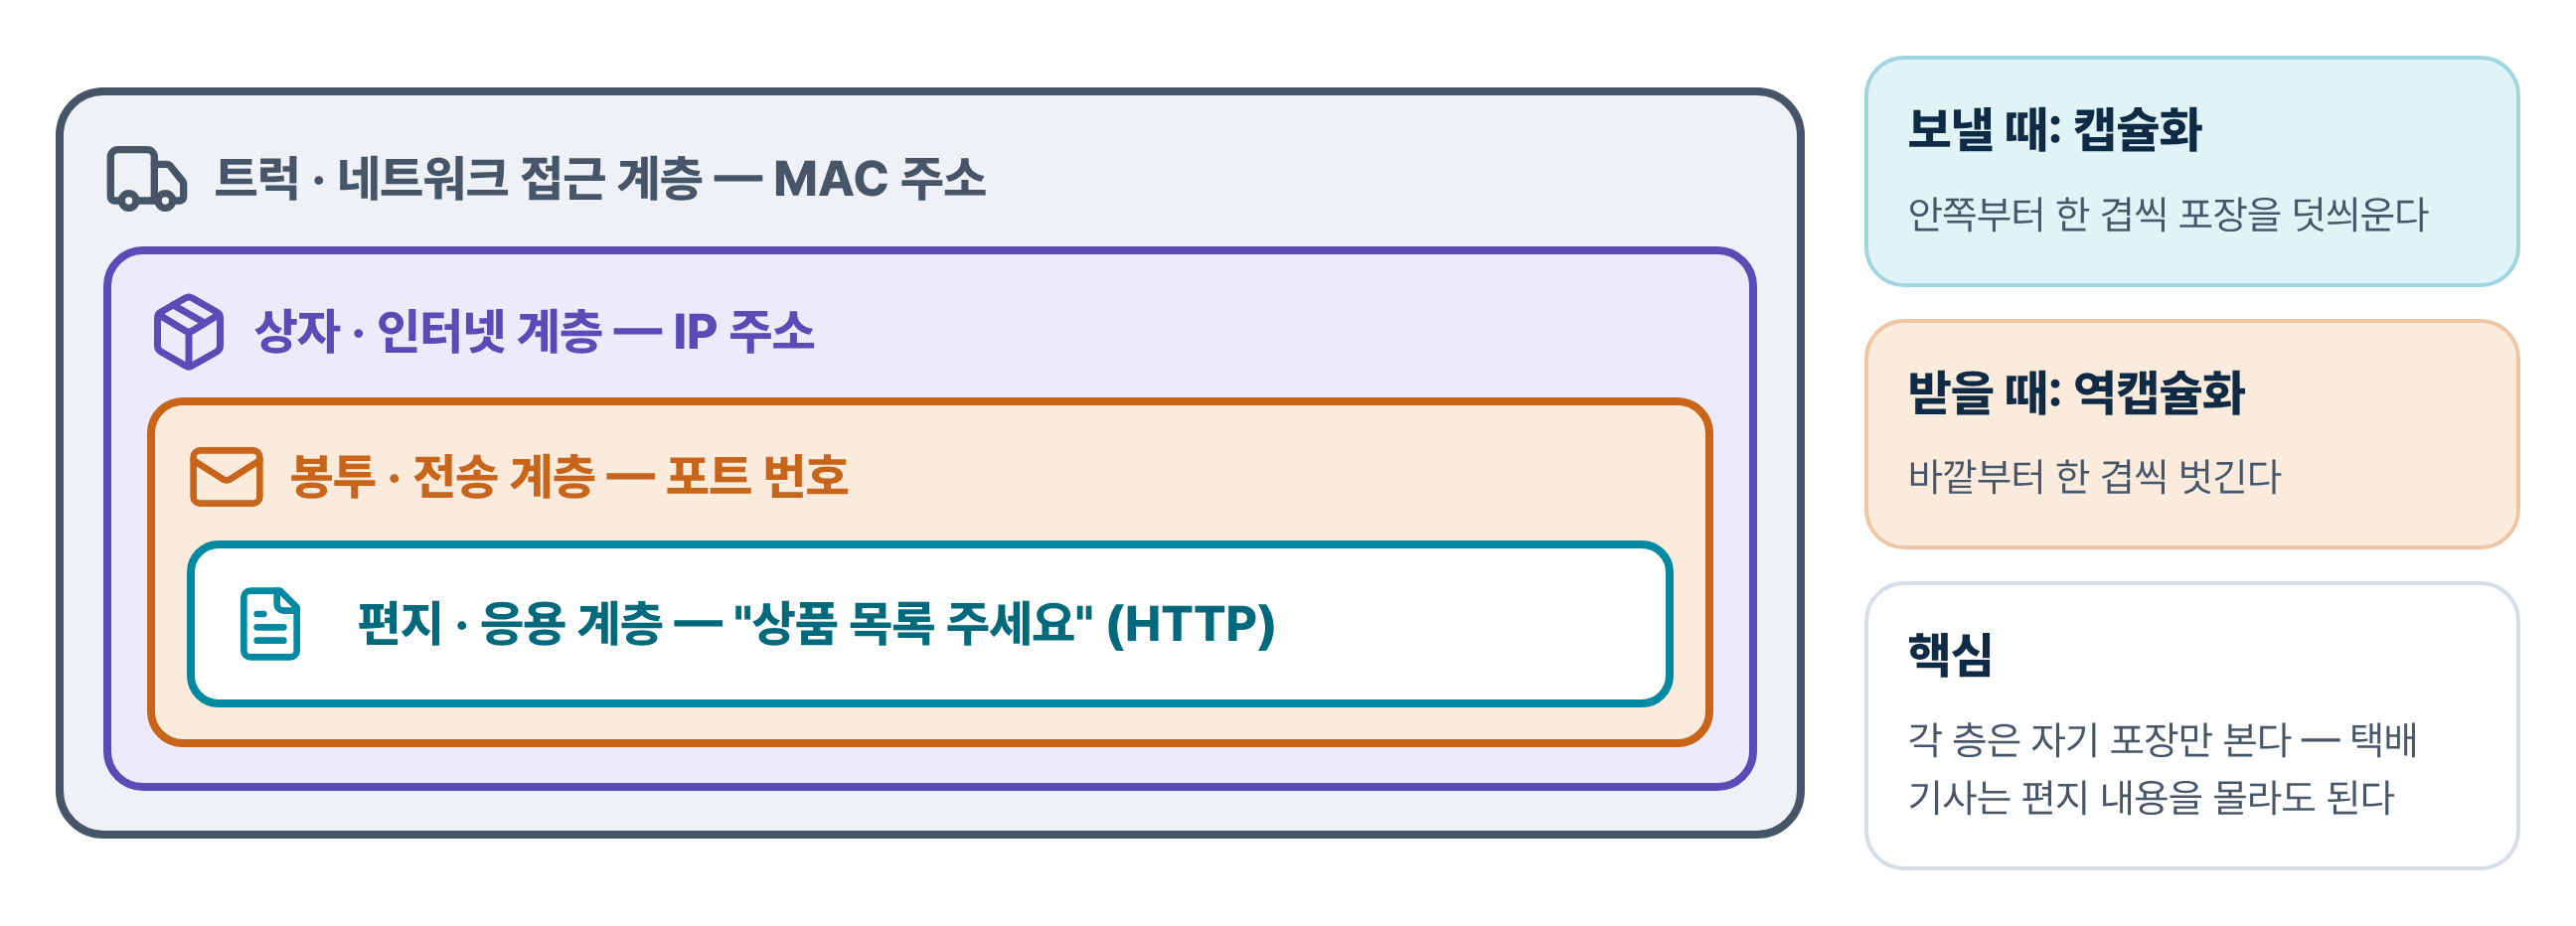 트럭 · 네트워크 접근 계층 — MAC 주소
상자 · 인터넷 계층 — IP 주소
봉투 · 전송 계층 — 포트 번호
편지 · 응용 계층 — "상품 목록 주세요" (HTTP)
보낼 때: 캡슐화
안쪽부터 한 겹씩 포장을 덧씌운다
받을 때: 역캡슐화
바깥부터 한 겹씩 벗긴다
핵심
각 층은 자기 포장만 본다 — 택배
기사는 편지 내용을 몰라도 된다